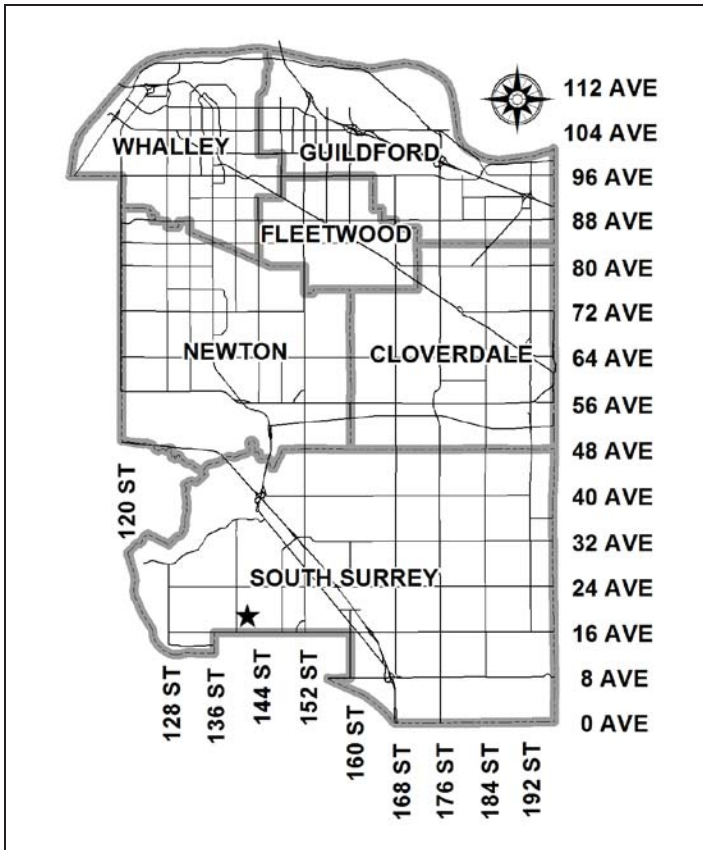 112 AVE
104 AVE
WHALLEY
GUILDFORD
96 AVE
88 AVE
FLEETWOOD
80 AVE
72 AVE
NEWTON
CLOVERDALE
64 AVE
56 AVE
48 AVE
120 ST
40 AVE
32 AVE
SOUTH SURREY
24 AVE
16 AVE
128 ST
136 ST
144 ST
152 ST
160 ST
8 AVE
0 AVE
168 ST
176 ST
184 ST
192 ST